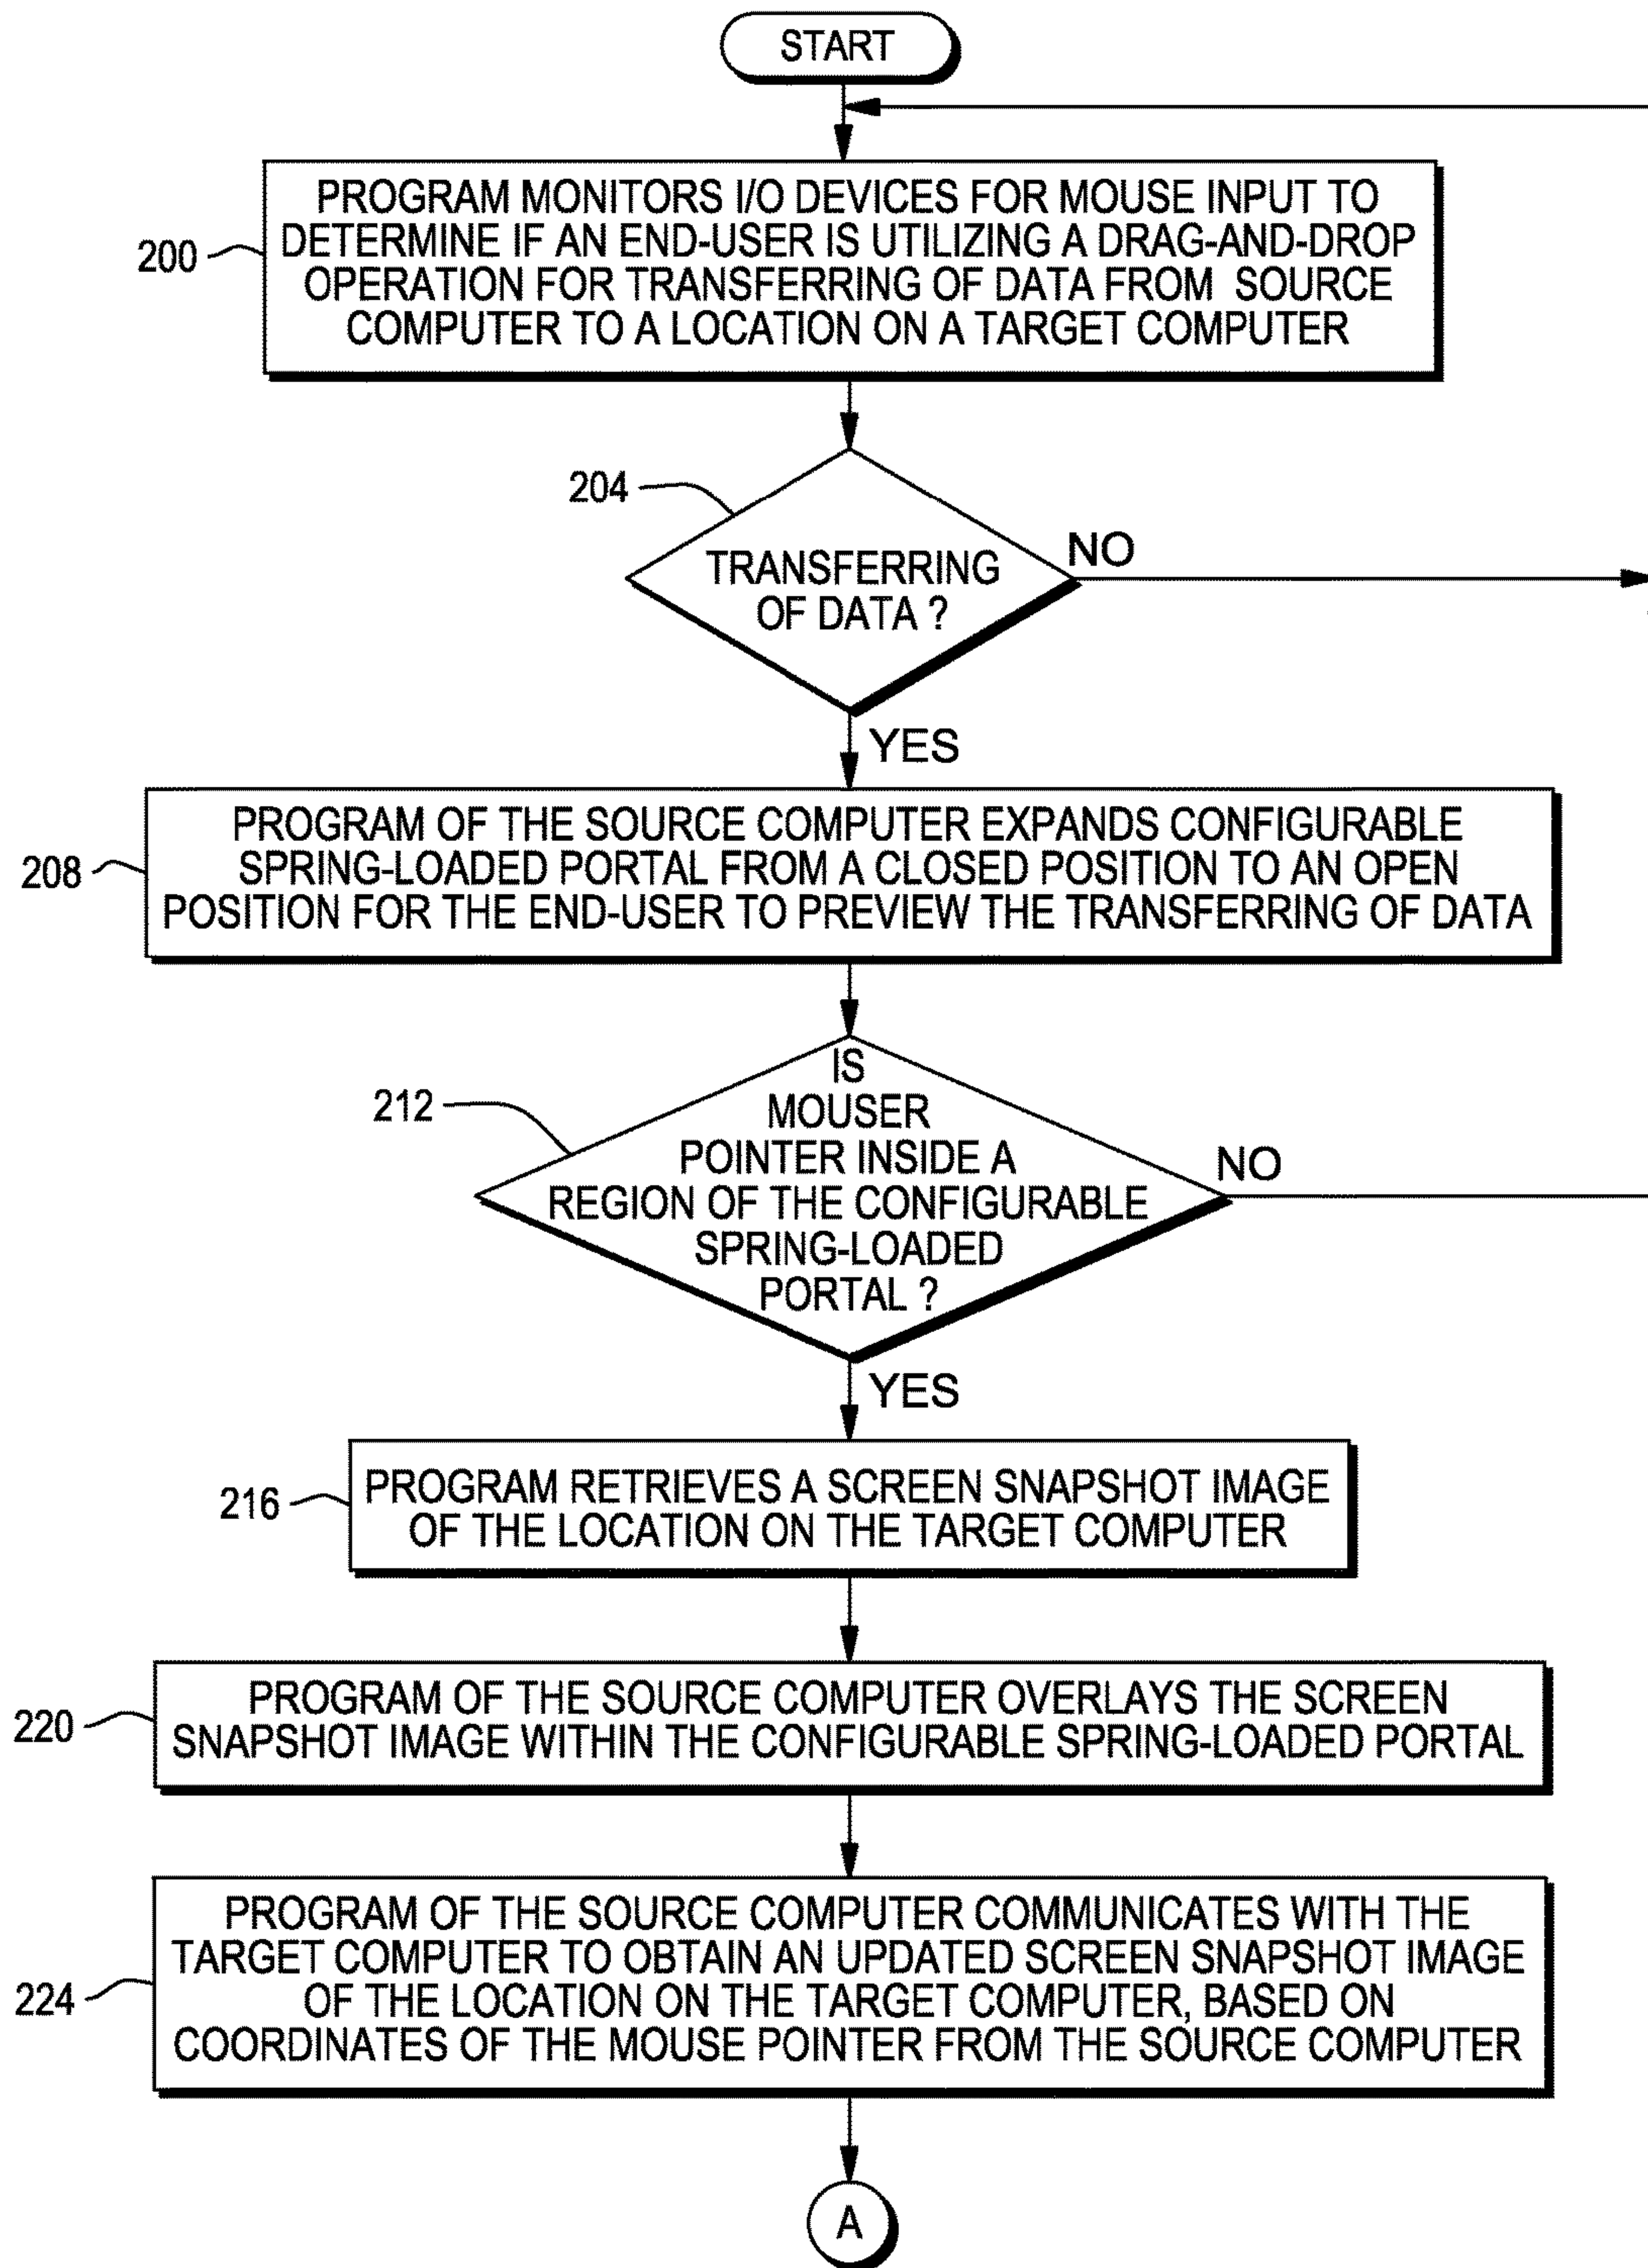 START
PROGRAM MONITORS I/O DEVICES FOR MOUSE INPUT TO
DETERMINE IF AN END-USER IS UTILIZING A DRAG-AND-DROP
OPERATION FOR TRANSFERRING OF DATA FROM SOURCE
COMPUTER TO A LOCATION ON A TARGET COMPUTER
200
204
TRANSFERRING
OF DATA ?
NO
YES
PROGRAM OF THE SOURCE COMPUTER EXPANDS CONFIGURABLE
SPRING-LOADED PORTAL FROM A CLOSED POSITION TO AN OPEN
POSITION FOR THE END-USER TO PREVIEW THE TRANSFERRING OF DATA
208
212
IS
MOUSER
POINTER INSIDE A
REGION OF THE CONFIGURABLE
SPRING-LOADED
PORTAL ?
NO
YES
PROGRAM RETRIEVES A SCREEN SNAPSHOT IMAGE
OF THE LOCATION ON THE TARGET COMPUTER
216
PROGRAM OF THE SOURCE COMPUTER OVERLAYS THE SCREEN
SNAPSHOT IMAGE WITHIN THE CONFIGURABLE SPRING-LOADED PORTAL
220
PROGRAM OF THE SOURCE COMPUTER COMMUNICATES WITH THE
TARGET COMPUTER TO OBTAIN AN UPDATED SCREEN SNAPSHOT IMAGE
OF THE LOCATION ON THE TARGET COMPUTER, BASED ON
COORDINATES OF THE MOUSE POINTER FROM THE SOURCE COMPUTER
224
A